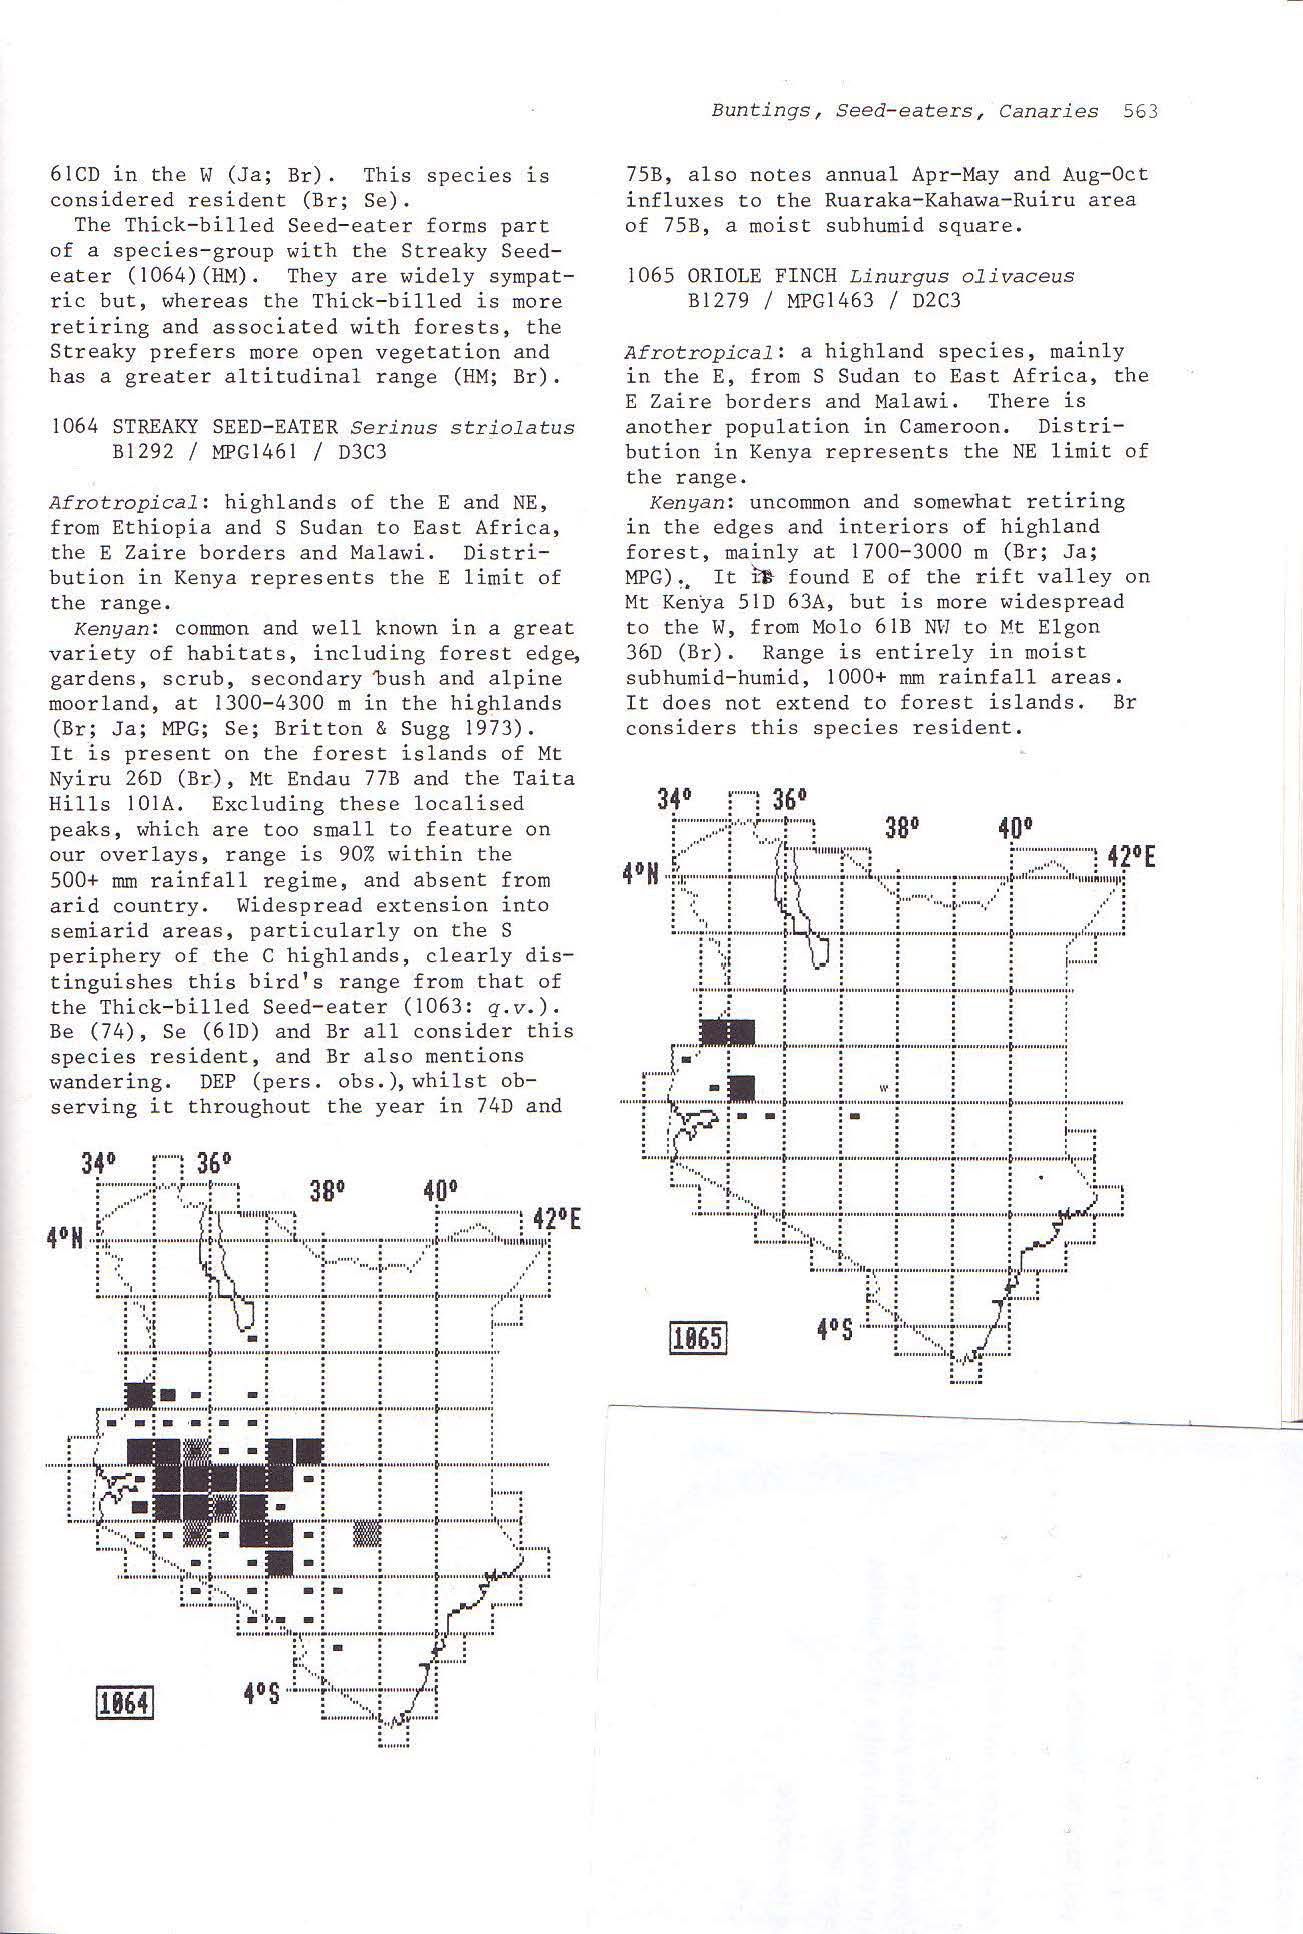 Buntings, Seed-eaters, Canaries 563
61CD in the W (Ja; Br). This species is
considered resident (Br; Se).
The Thick-billed Seed-eater forms part
of a species-group with the Streaky Seed-
eater (1064)(HM). They are widely sympat-
ric but, whereas the Thick-billed is more
retiring and associated with forests, the
Streaky prefers more open vegetation and
has a greater altitudinal range (HM; Br).
1064 STREAKY SEED-EATER Serinus striolatus
B1292 / MPG1461 / D3C3
Afrotropical: highlands of the E and NE,
from Ethiopia and S Sudan to East Africa,
the E Zaire borders and Malawi. Distri-
bution in Kenya represents the E limit of
the range.
Kenyan: common and well known in a great
variety of habitats, including forest edge,
gardens, scrub, secondary bush and alpine
moorland, at 1300-4300 m in the highlands
(Br; Ja; MPG; Se; Britton & Sugg 1973).
It is present on the forest islands of Mt
Nyiru 26D (Br), Mt Endau 77B and the Taita
Hills 101A. Excluding these localised
peaks, which are too small to feature on
our overlays, range is 90% within the
500+ mm rainfall regime, and absent from
arid country. Widespread extension into
semiarid areas, particularly on the S
periphery of the C highlands, clearly dis-
tinguishes this bird's range from that of
the Thick-billed Seed-eater (1063: q.v.).
Be (74), Se (61D) and Br all consider this
species resident, and Br also mentions
wandering. DEP (pers. obs.), whilst ob-
serving it throughout the year in 74D and
34° 36°
38° 40°
42°E
4°N
4°S
1064
75B, also notes annual Apr-May and Aug-Oct
influxes to the Ruaraka-Kahawa-Ruiru area
of 75B, a moist subhumid square.
1065 ORIOLE FINCH Linurgus olivaceus
B1279 / MPG1463 / D2C3
Afrotropical: a highland species, mainly
in the E, from S Sudan to East Africa, the
E Zaire borders and Malawi. There is
another population in Cameroon. Distri-
bution in Kenya represents the NE limit of
the range.
Kenyan: uncommon and somewhat retiring
in the edges and interiors of highland
forest, mainly at 1700-3000 m (Br; Ja;
MPG). It is found E of the rift valley on
Mt Kenya 51D 63A, but is more widespread
to the W, from Molo 61B NW to Mt Elgon
36D (Br). Range is entirely in moist
subhumid-humid, 1000+ mm rainfall areas.
It does not extend to forest islands. Br
considers this species resident.
34° 36°
38° 40°
42°E
4°N
w
4°S
1065